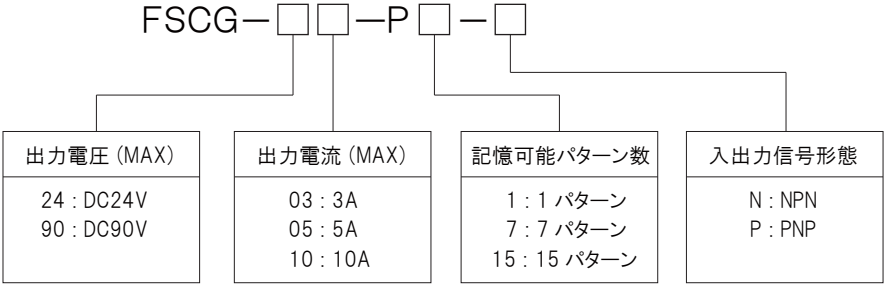 FSCG－□□－P□－□
出力電圧(MAX)
24：DC24V
90：DC90V
出力電流(MAX)
03：3A
05：5A
10：10A
記憶可能パターン数
1：1パターン
7：7パターン
15：15パターン
入出力信号形態
N：NPN
P：PNP